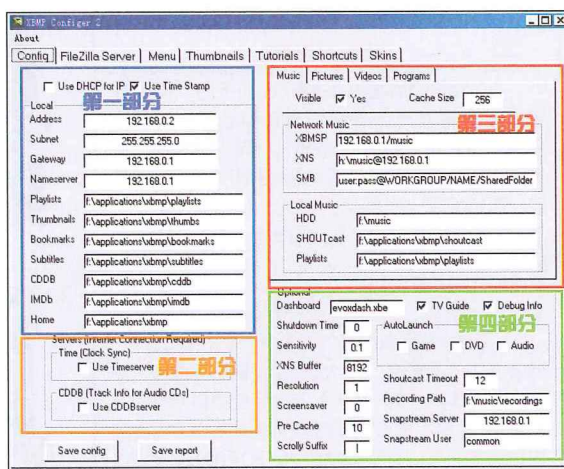 XBMP Configer 2
About
Config FileZilla Server Menu Thumbnails Tutorials Shortcuts Skins
Use DHCP for IP Use Time Stamp
第一部分
Local
Address 192.168.0.2
Subnet 255.255.255.0
Gateway 192.168.0.1
Nameserver 192.168.0.1
Playlists f:\applications\xbmp\playlists
Thumbnails f:\applications\xbmp\thumbs
Bookmarks f:\applications\xbmp\bookmarks
Subtitles f:\applications\xbmp\subtitles
CDDB f:\applications\xbmp\cddb
IMDb f:\applications\xbmp\imdb
Home f:\applications\xbmp
Servers (Internet Connection Required)
Time (Clock Sync)
第二部分
Use Timeserver
CDDB (Track Info for Audio CDs)
Use CDDBserver
Save config Save report
Music Pictures Videos Programs
Visible Yes Cache Size 256
第三部分
Network Music
XBMSP 192.168.0.1/music
XNS h:\music@192.168.0.1
SMB user:pass@WORKGROUP/NAME/SharedFolder
Local Music
HDD f:\music
SHOUTcast f:\applications\xbmp\shoutcast
Playlists f:\applications\xbmp\playlists
Optional
Dashboard evoxdash.xbe TV Guide Debug Info
第四部分
Shutdown Time 0
Sensitivity 0.1
XNS Buffer 8192
Resolution 1
Screensaver 0
Pre Cache 10
Scrolly Suffix |
AutoLaunch
Game DVD Audio
Shoutcast Timeout 12
Recording Path f:\music\recordings
Snapstream Server 192.168.0.1
Snapstream User common